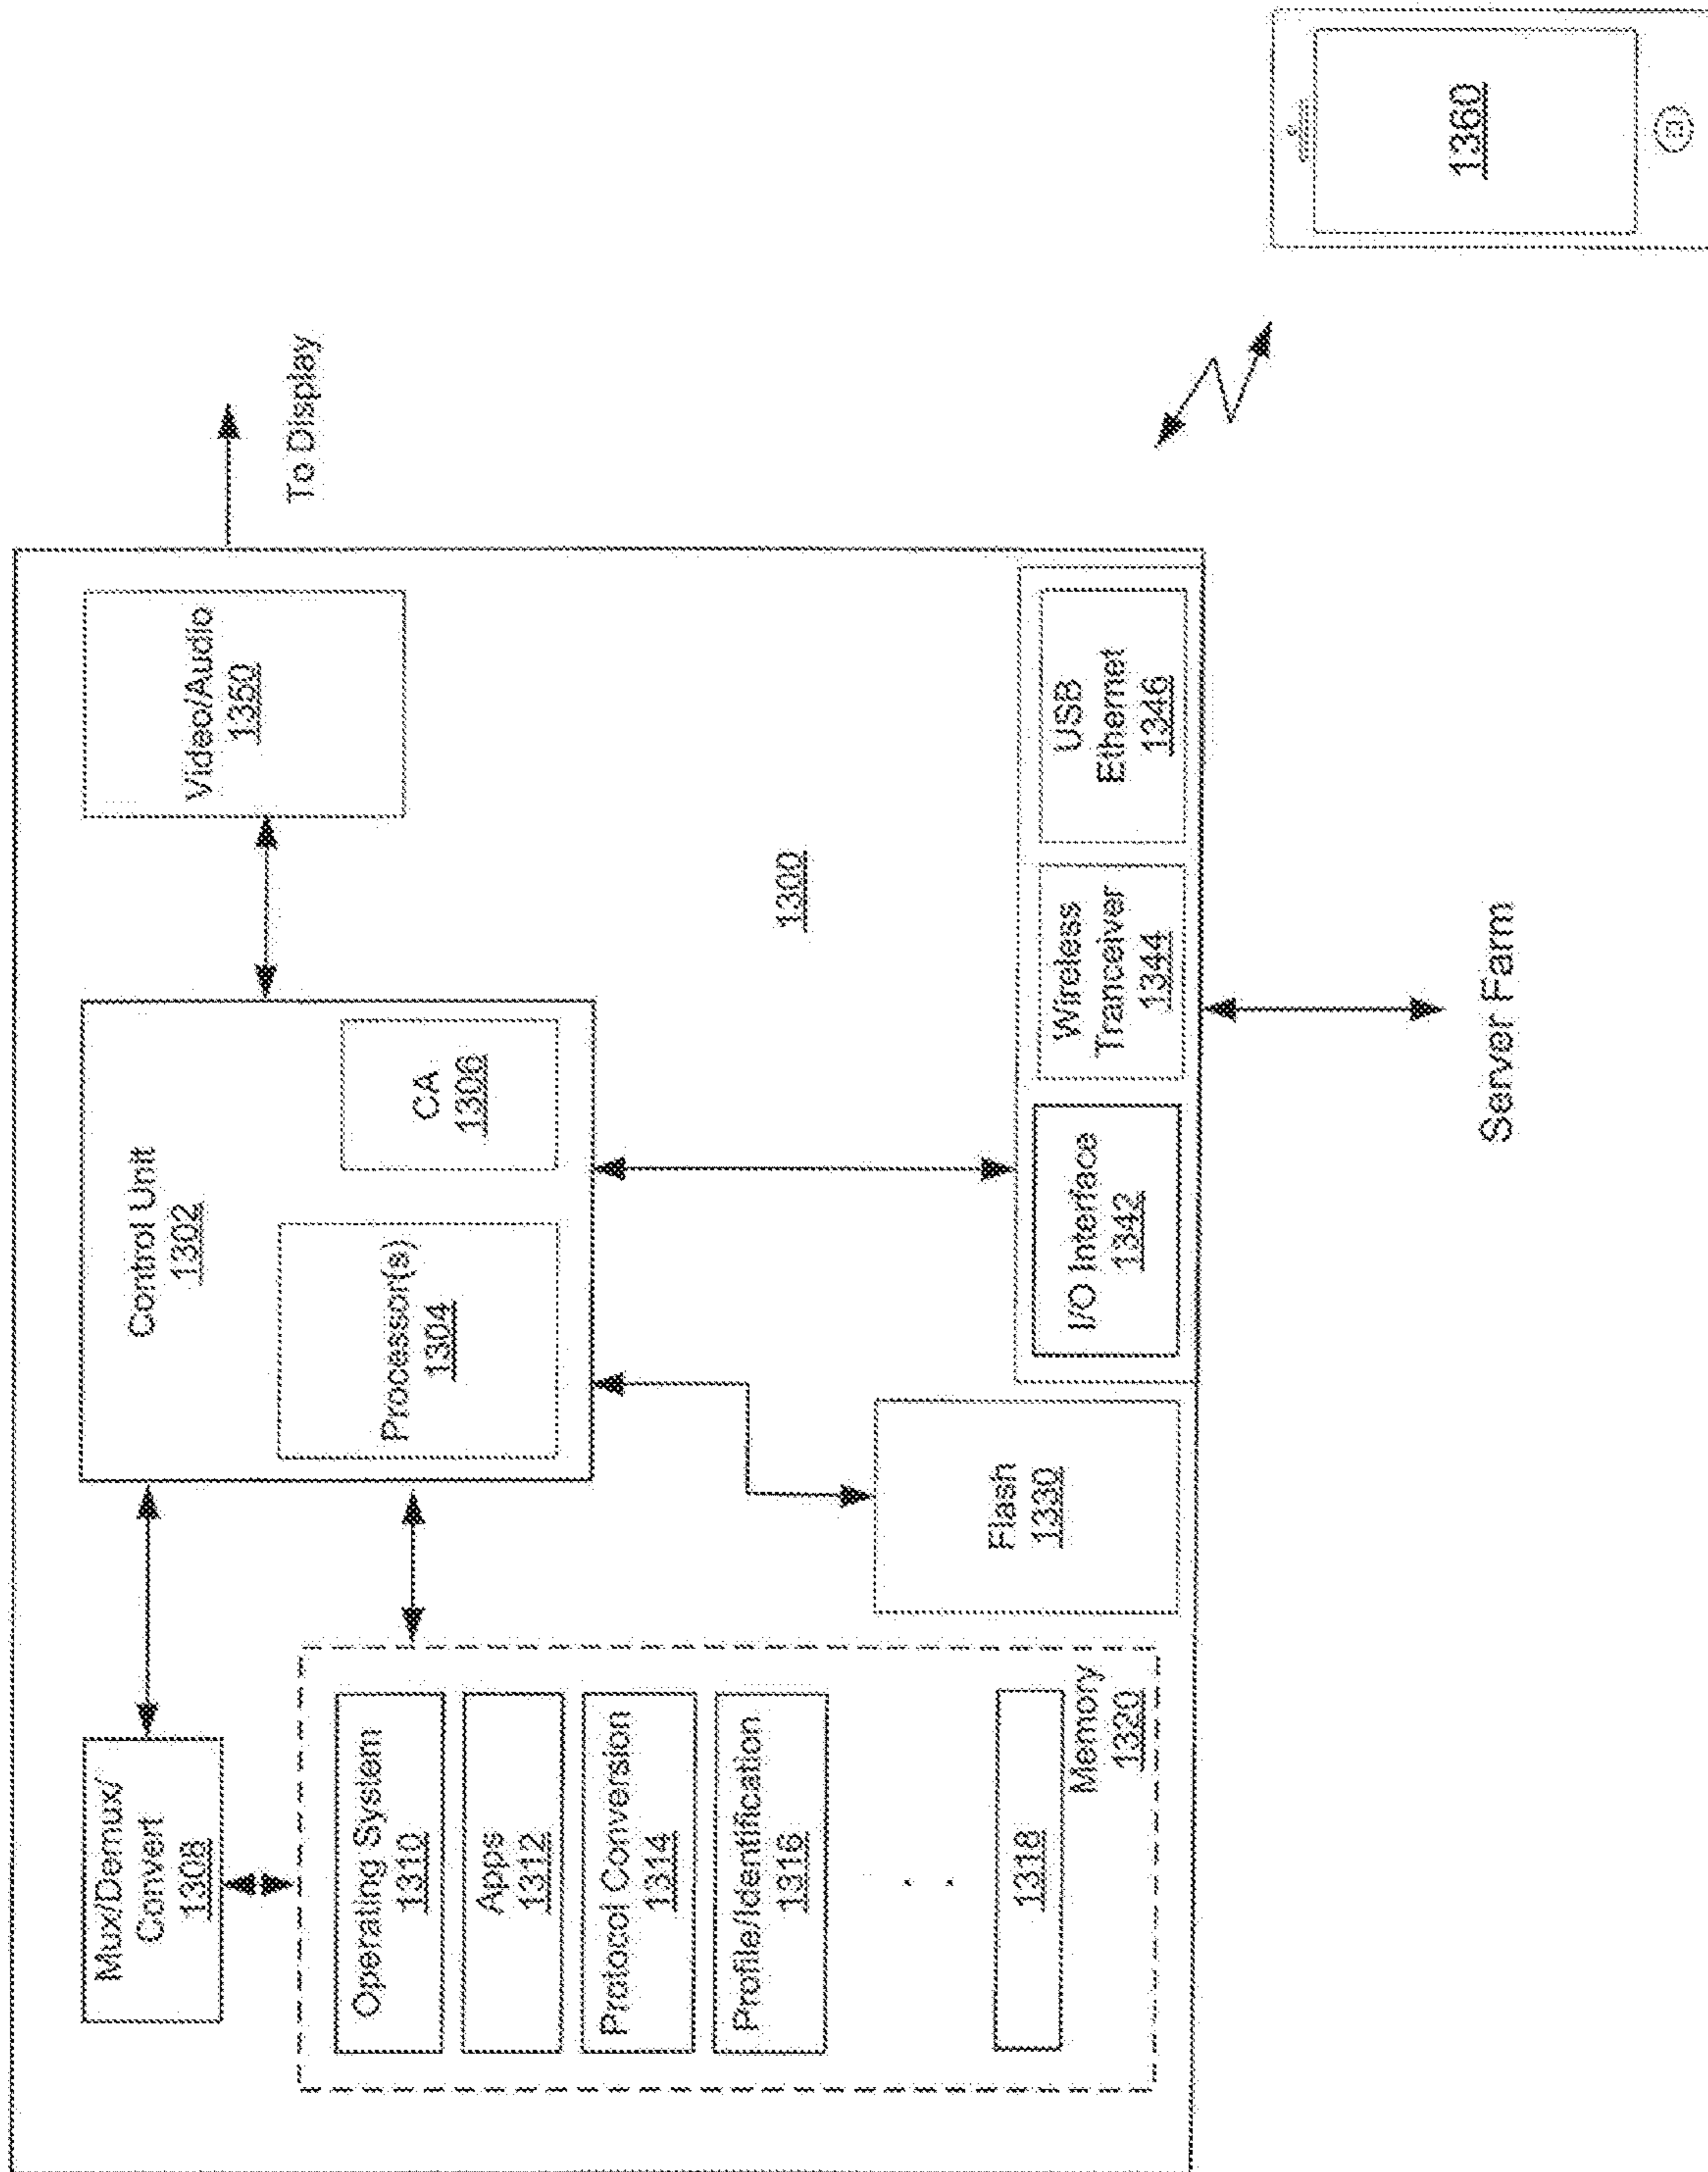 Mux/Demux/
Convert
1308
Control Unit
1302
Processor(s)
1304
CA
1306
Video/Audio
1350
To Display
Operating System
1310
Apps
1312
Protocol Conversion
1314
Profile/Identification
1316
1318
Memory
1320
Flash
1330
1300
I/O Interface
1342
Wireless
Tranceiver
1344
USB
Ethernet
1346
Server Farm
1360